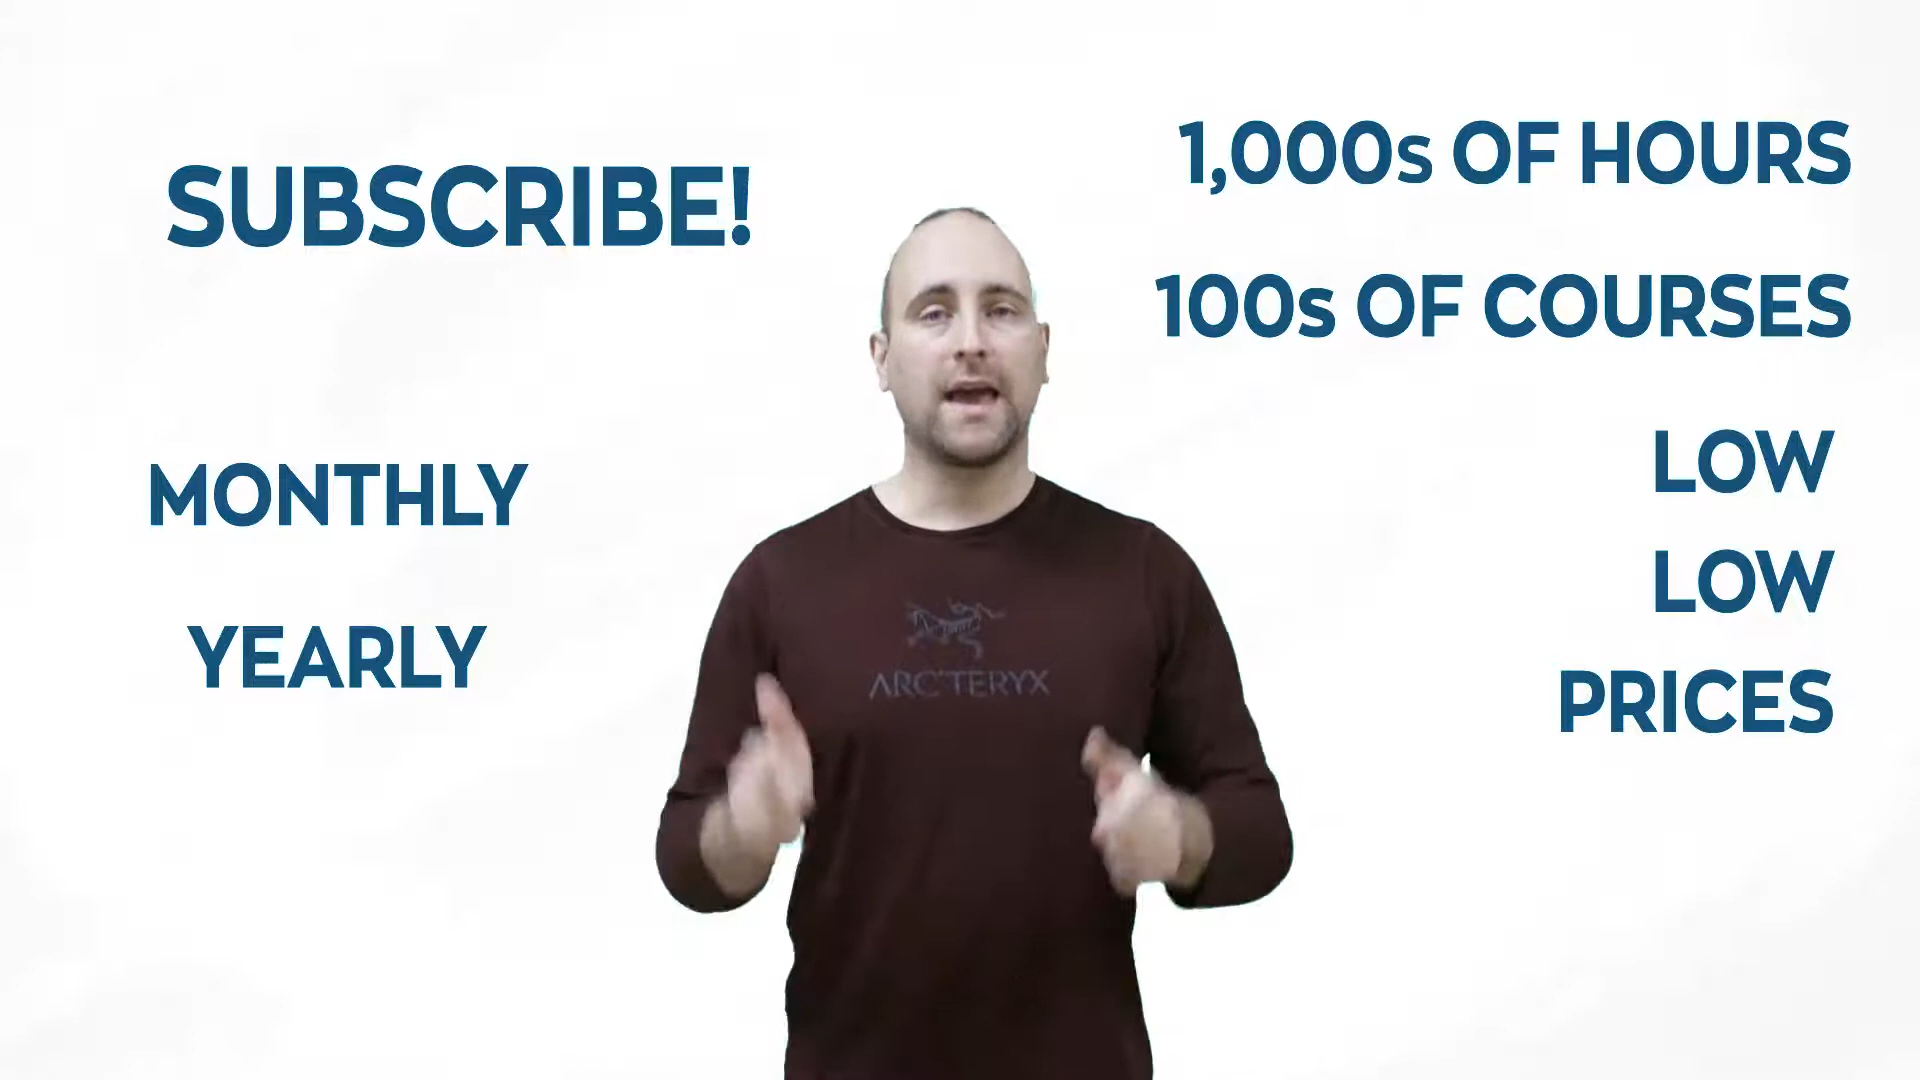 SUBSCRIBE!
MONTHLY
YEARLY
1,000s OF HOURS
100s OF COURSES
LOW
LOW
PRICES
ARC'TERYX